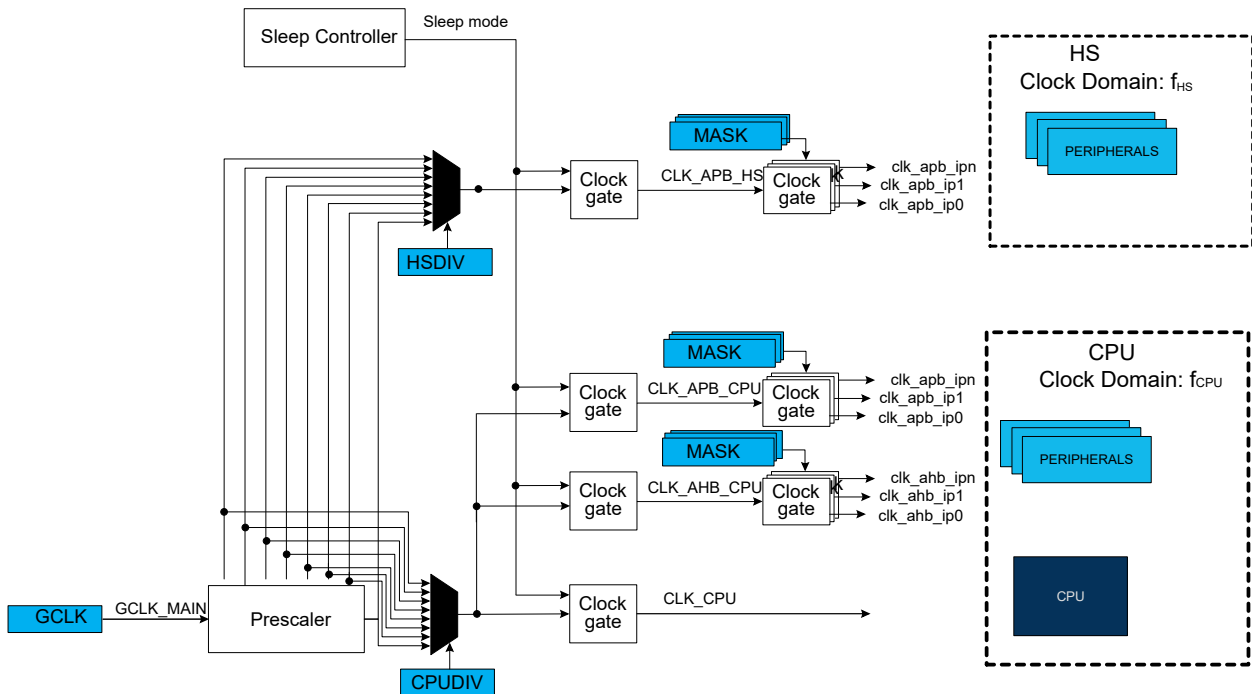 Sleep Controller
Sleep mode
HS
Clock Domain: fHS
PERIPHERALS
MASK
Clock
gate
CLK_APB_HS
Clock
gate
clk_apb_ipn
clk_apb_ip1
clk_apb_ip0
HSDIV
MASK
Clock
gate
CLK_APB_CPU
Clock
gate
clk_apb_ipn
clk_apb_ip1
clk_apb_ip0
CPU
Clock Domain: fCPU
PERIPHERALS
MASK
Clock
gate
CLK_AHB_CPU
Clock
gate
clk_ahb_ipn
clk_ahb_ip1
clk_ahb_ip0
CPU
GCLK
GCLK_MAIN
Prescaler
Clock
gate
CLK_CPU
CPUDIV